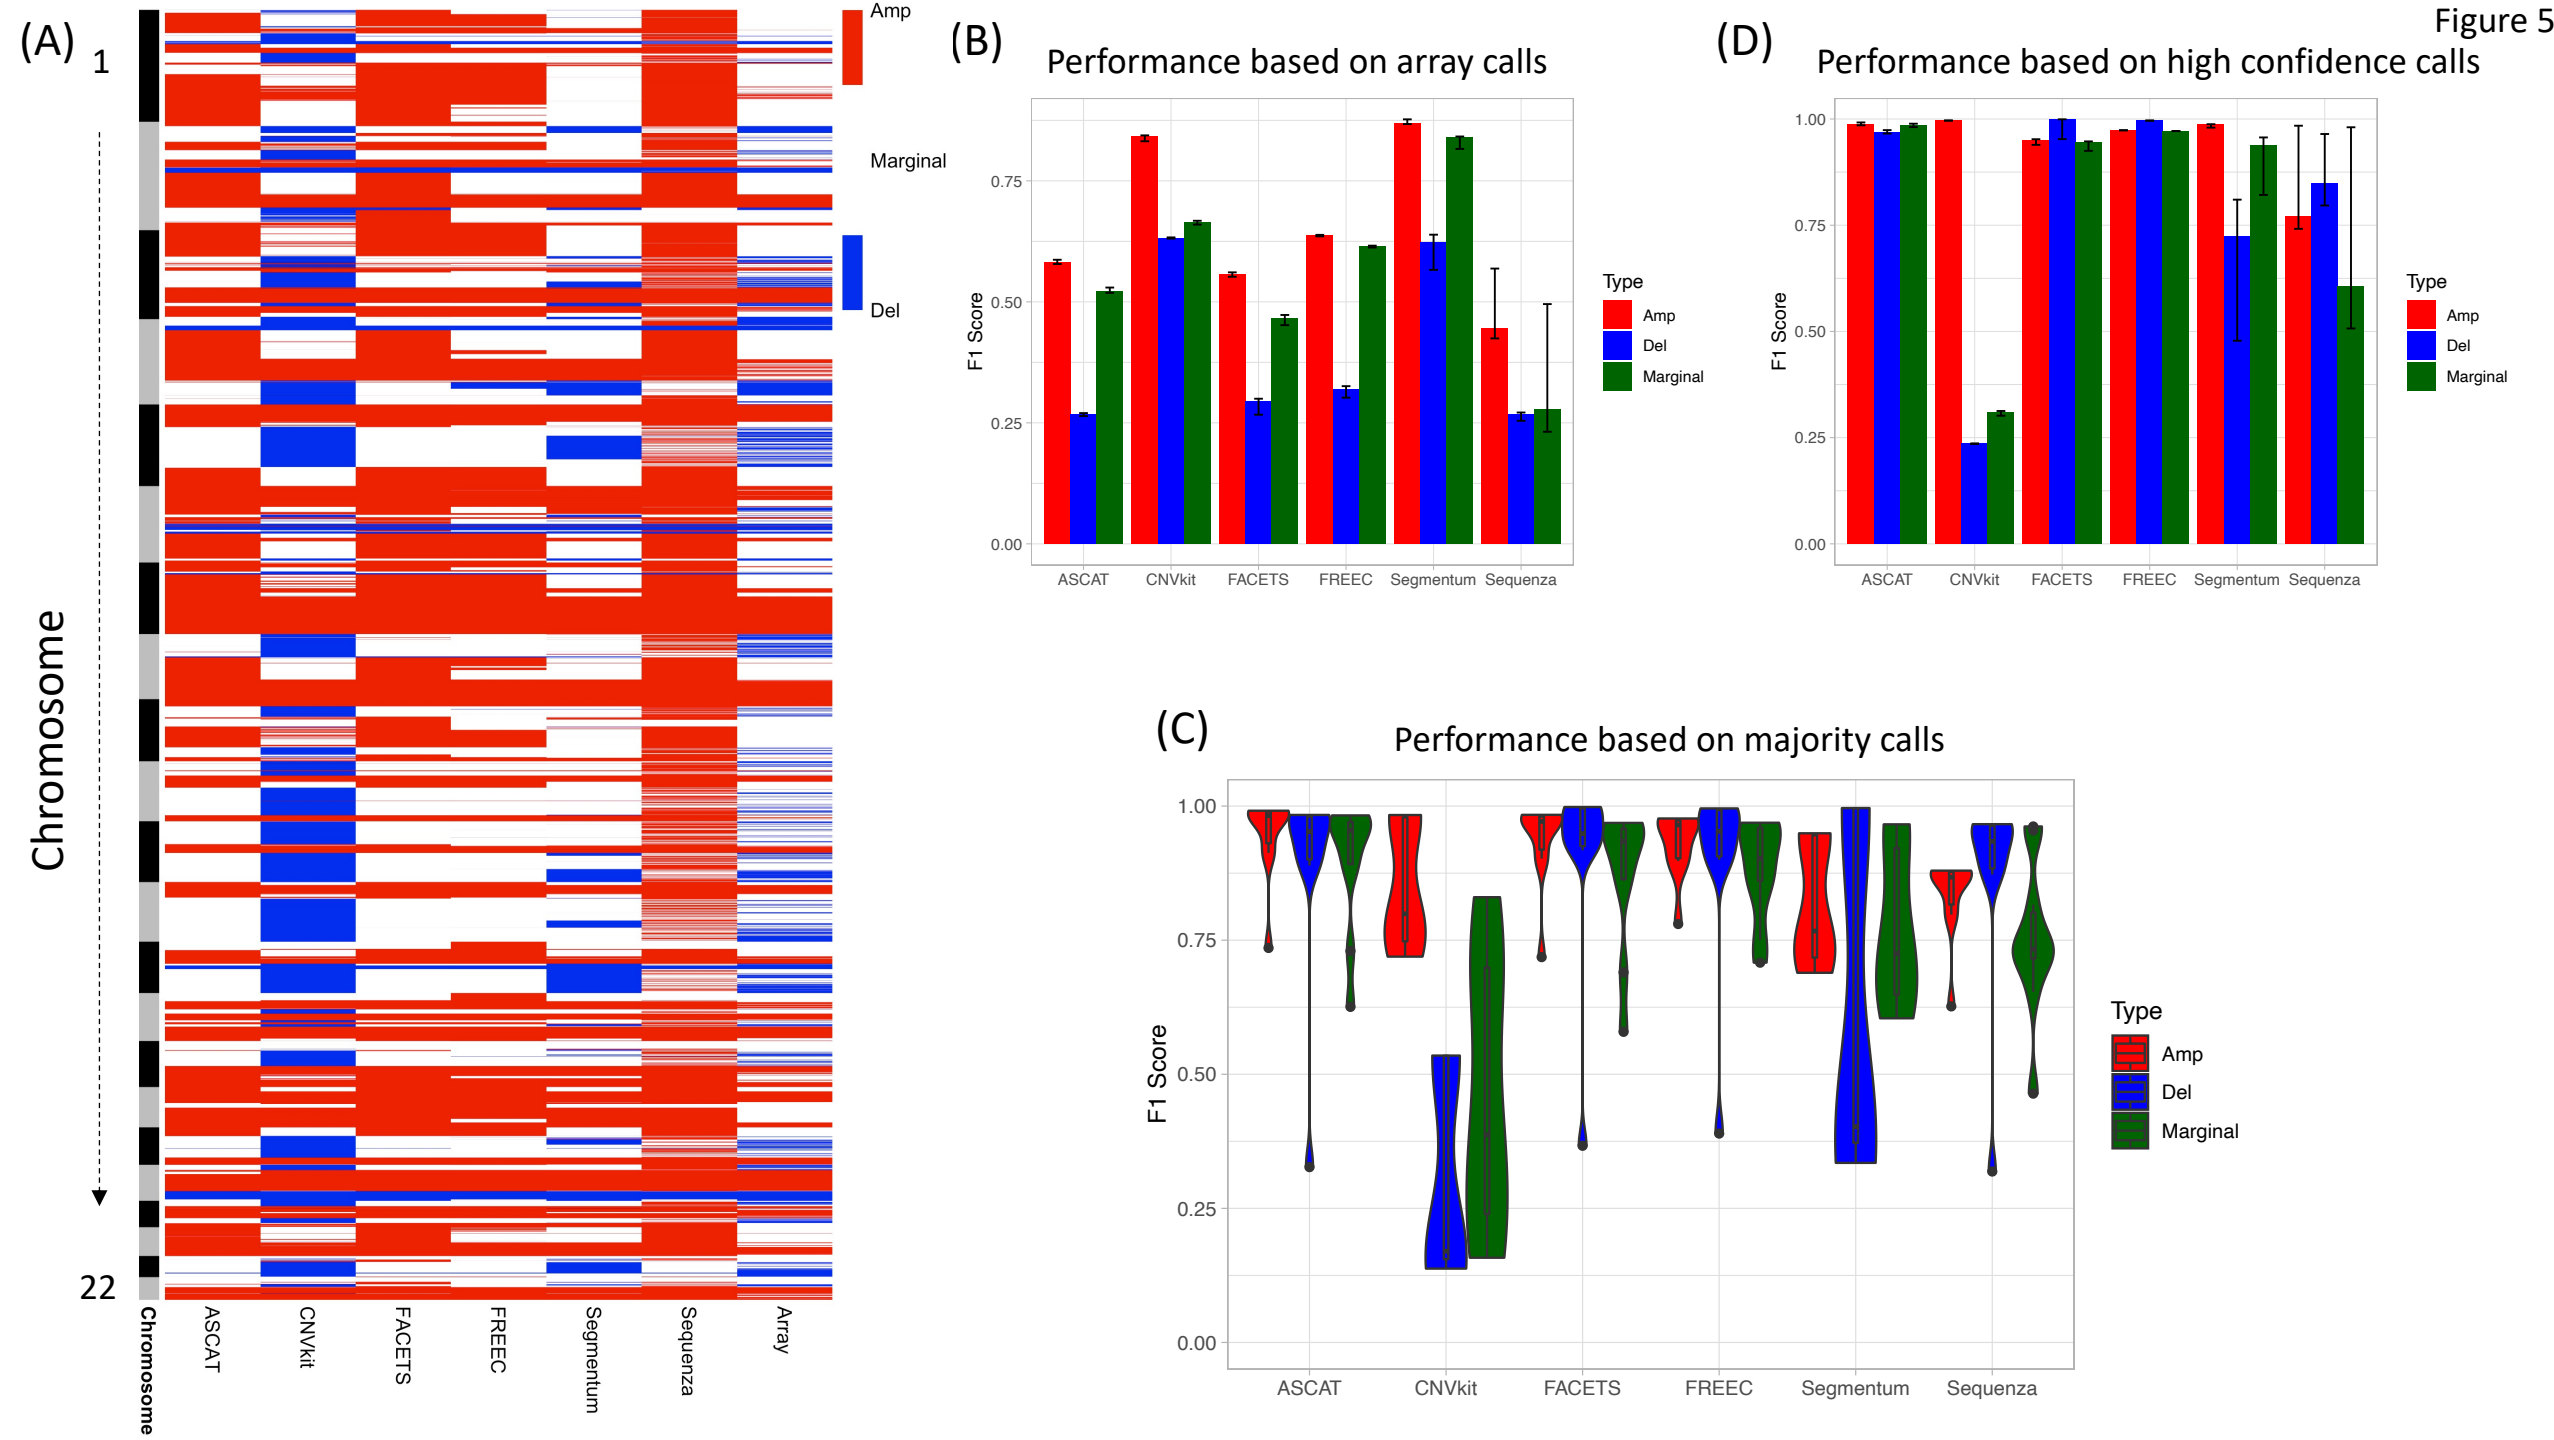 Figure 5
(A)
1
Chromosome
22
Amp
Marginal
Del
Chromosome
ASCAT
CNVkit
FACETS
FREEC
Segmentum
Sequenza
Array
(B)
Performance based on array calls
F1 Score
0.75
0.50
0.25
0.00
ASCAT CNVkit FACETS FREEC Segmentum Sequenza
Type
Amp
Del
Marginal
(D)
Performance based on high confidence calls
F1 Score
1.00
0.75
0.50
0.25
0.00
ASCAT CNVkit FACETS FREEC Segmentum Sequenza
Type
Amp
Del
Marginal
(C)
Performance based on majority calls
F1 Score
1.00
0.75
0.50
0.25
0.00
ASCAT CNVkit FACETS FREEC Segmentum Sequenza
Type
Amp
Del
Marginal